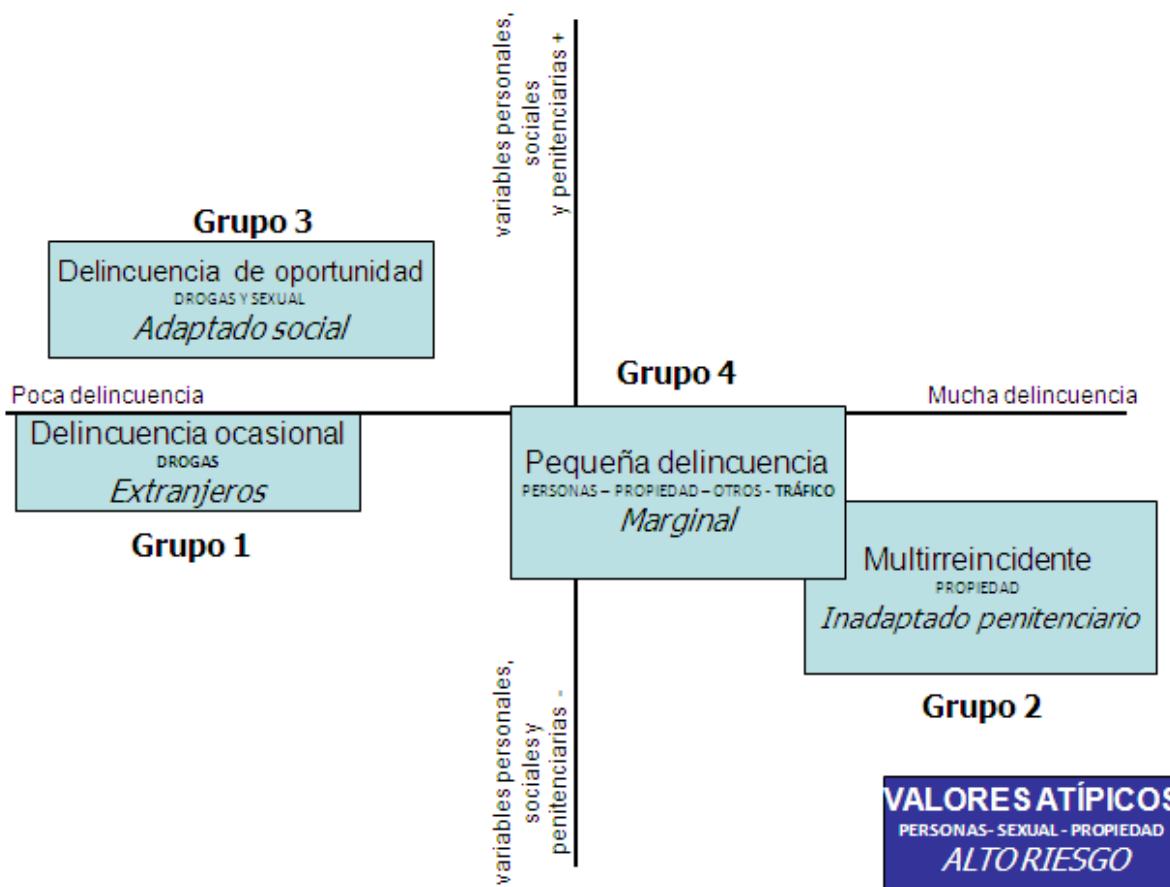 variables personales,
sociales
y penitenciarias +
Grupo 3
Delincuencia de oportunidad
DROGAS Y SEXUAL
Adaptado social
Grupo 4
Poca delincuencia
Mucha delincuencia
Delincuencia ocasional
DROGAS
Extranjeros
Grupo 1
Pequeña delincuencia
PERSONAS – PROPIEDAD – OTROS - TRÁFICO
Marginal
Multirreincidente
PROPIEDAD
Inadaptado penitenciario
Grupo 2
variables personales,
sociales y
penitenciarias -
VALORES ATÍPICOS
PERSONAS- SEXUAL - PROPIEDAD
ALTO RIESGO